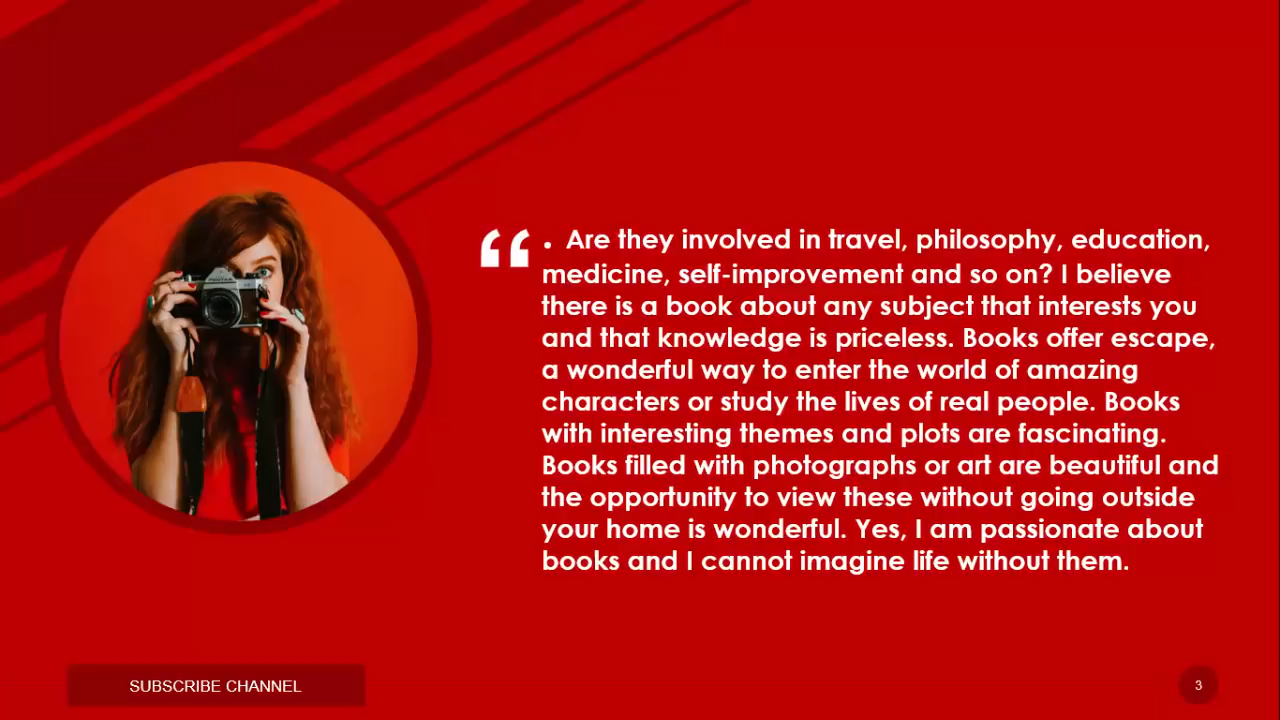 “. Are they involved in travel, philosophy, education,
medicine, self-improvement and so on? I believe
there is a book about any subject that interests you
and that knowledge is priceless. Books offer escape,
a wonderful way to enter the world of amazing
characters or study the lives of real people. Books
with interesting themes and plots are fascinating.
Books filled with photographs or art are beautiful and
the opportunity to view these without going outside
your home is wonderful. Yes, I am passionate about
books and I cannot imagine life without them.
SUBSCRIBE CHANNEL
3